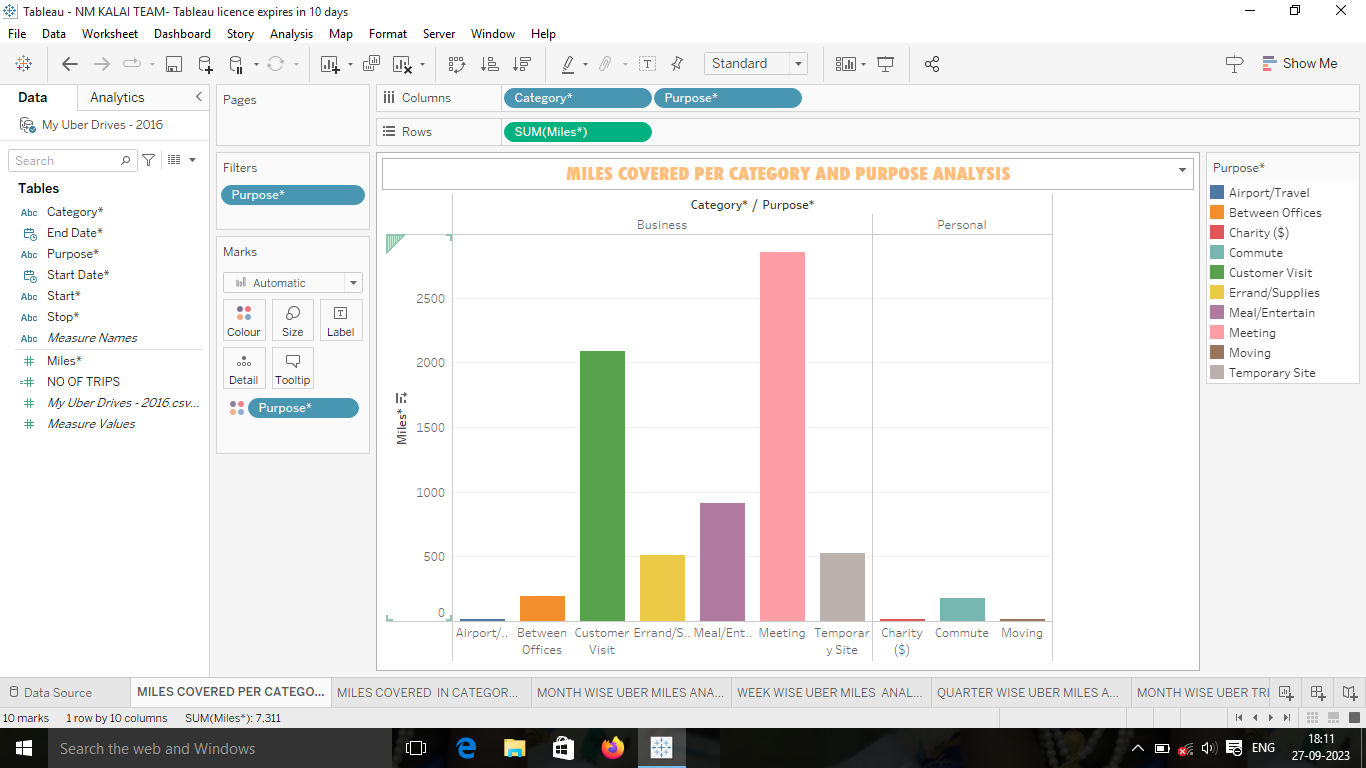 Tableau - NM KALAI TEAM- Tableau licence expires in 10 days
File Data Worksheet Dashboard Story Analysis Map Format Server Window Help
Standard
Show Me
Data Analytics
My Uber Drives - 2016
Search
Tables
Abc Category*
End Date*
Abc Purpose*
Start Date*
Abc Start*
Abc Stop*
Abc Measure Names
# Miles*
=# NO OF TRIPS
# My Uber Drives - 2016.csv...
# Measure Values
Pages
Filters
Purpose*
Marks
Automatic
Colour Size Label
Detail Tooltip
Purpose*
Columns Category* Purpose*
Rows SUM(Miles*)
MILES COVERED PER CATEGORY AND PURPOSE ANALYSIS
Category* / Purpose*
Business Personal
Miles*
2500
2000
1500
1000
500
0
Airport/.. Between Offices Customer Visit Errand/S.. Meal/Ent.. Meeting Temporar y Site Charity ($) Commute Moving
Purpose*
Airport/Travel
Between Offices
Charity ($)
Commute
Customer Visit
Errand/Supplies
Meal/Entertain
Meeting
Moving
Temporary Site
Data Source MILES COVERED PER CATEGO... MILES COVERED IN CATEGOR... MONTH WISE UBER MILES ANA... WEEK WISE UBER MILES ANAL... QUARTER WISE UBER MILES A... MONTH WISE UBER TRI
10 marks 1 row by 10 columns SUM(Miles*): 7,311
Search the web and Windows
ENG
18:11
27-09-2023